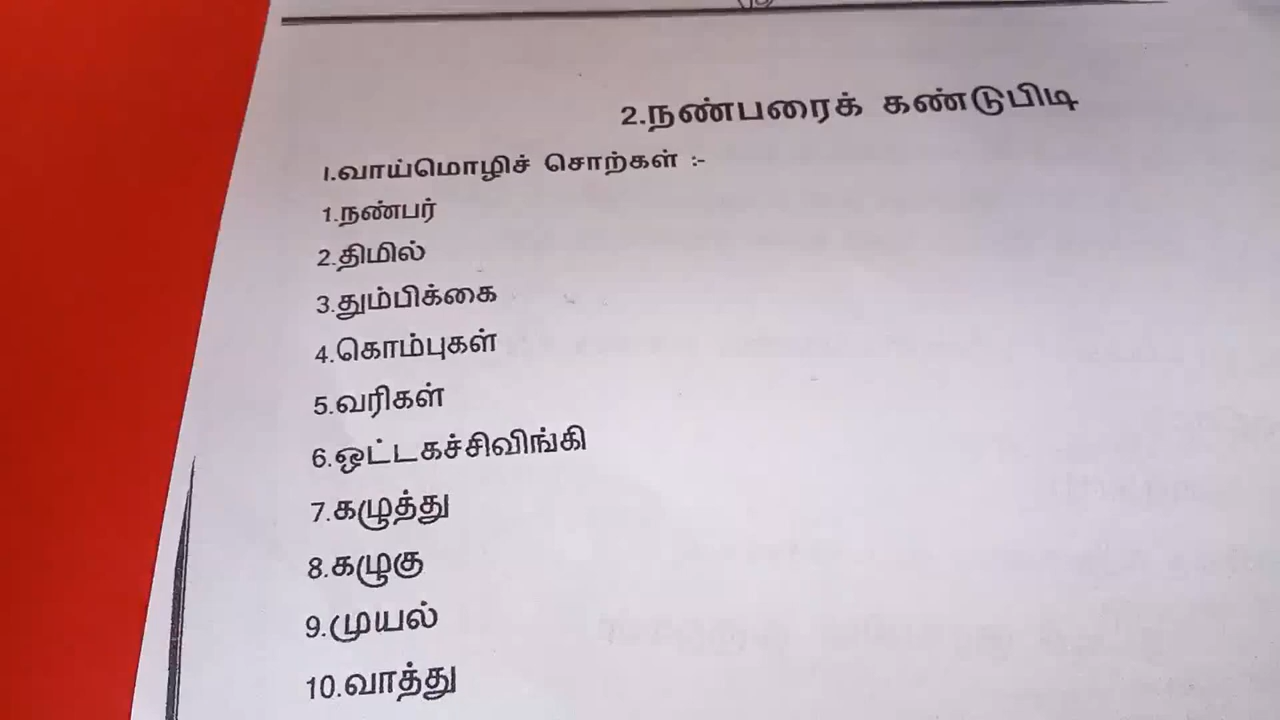 2.நண்பரைக் கண்டுபிடி
I.வாய்மொழிச் சொற்கள் :-
1.நண்பர்
2.திமில்
3.தும்பிக்கை
4.கொம்புகள்
5.வரிகள்
6.ஒட்டகச்சிவிங்கி
7.கழுத்து
8.கழுகு
9.முயல்
10.வாத்து